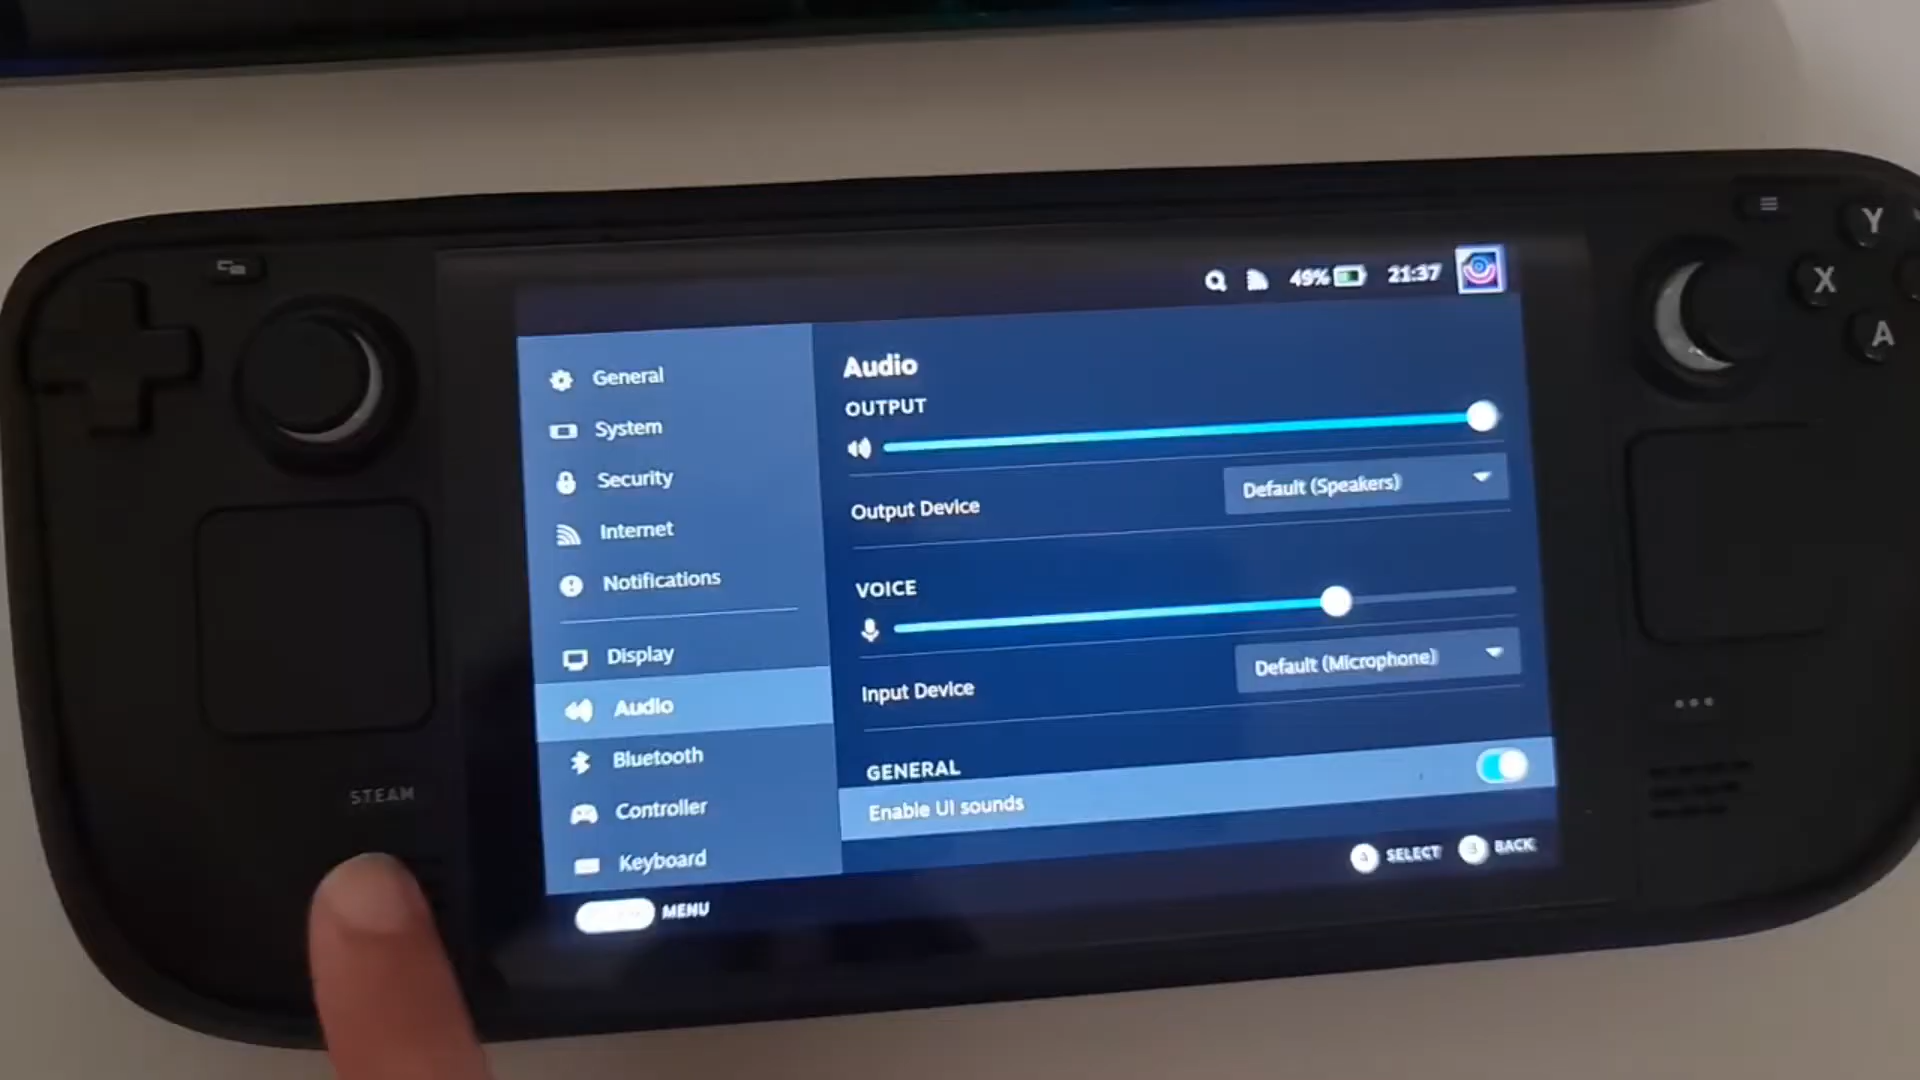 49% 21:37
Y
X
A
General
System
Security
Internet
Notifications
Display
Audio
Bluetooth
Controller
Keyboard
Audio
OUTPUT
Output Device
Default (Speakers)
VOICE
Input Device
Default (Microphone)
GENERAL
Enable UI sounds
STEAM
MENU
A SELECT B BACK